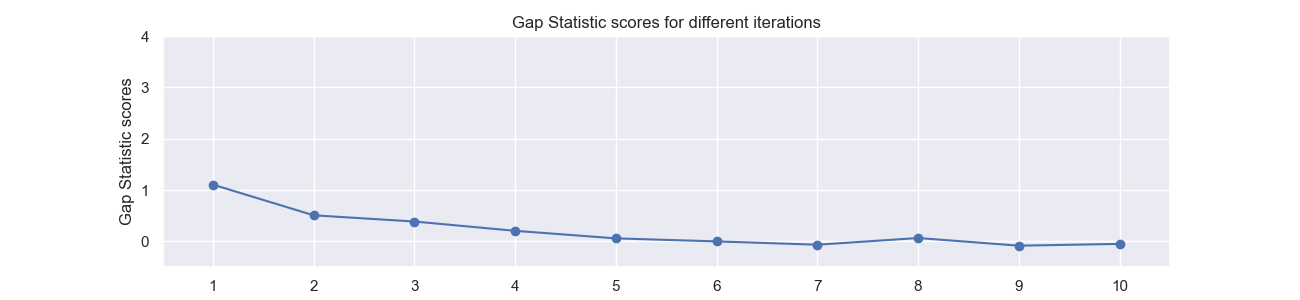 Gap Statistic scores for different iterations
Gap Statistic scores
4
3
2
1
0
1 2 3 4 5 6 7 8 9 10